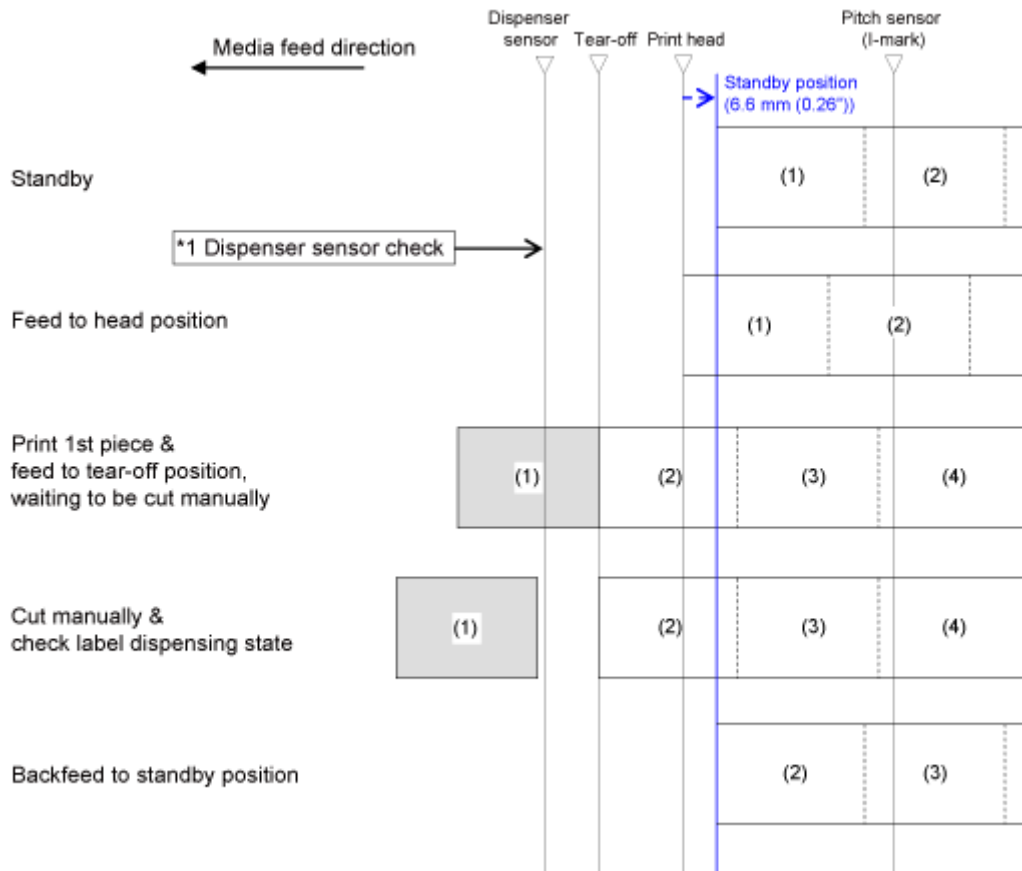 Media feed direction
Dispenser
sensor
Tear-off
Print head
Pitch sensor
(I-mark)
Standby position
(6.6 mm (0.26"))
Standby
(1)
(2)
*1 Dispenser sensor check
Feed to head position
(1)
(2)
Print 1st piece &
feed to tear-off position,
waiting to be cut manually
(1)
(2)
(3)
(4)
Cut manually &
check label dispensing state
(1)
(2)
(3)
(4)
Backfeed to standby position
(2)
(3)